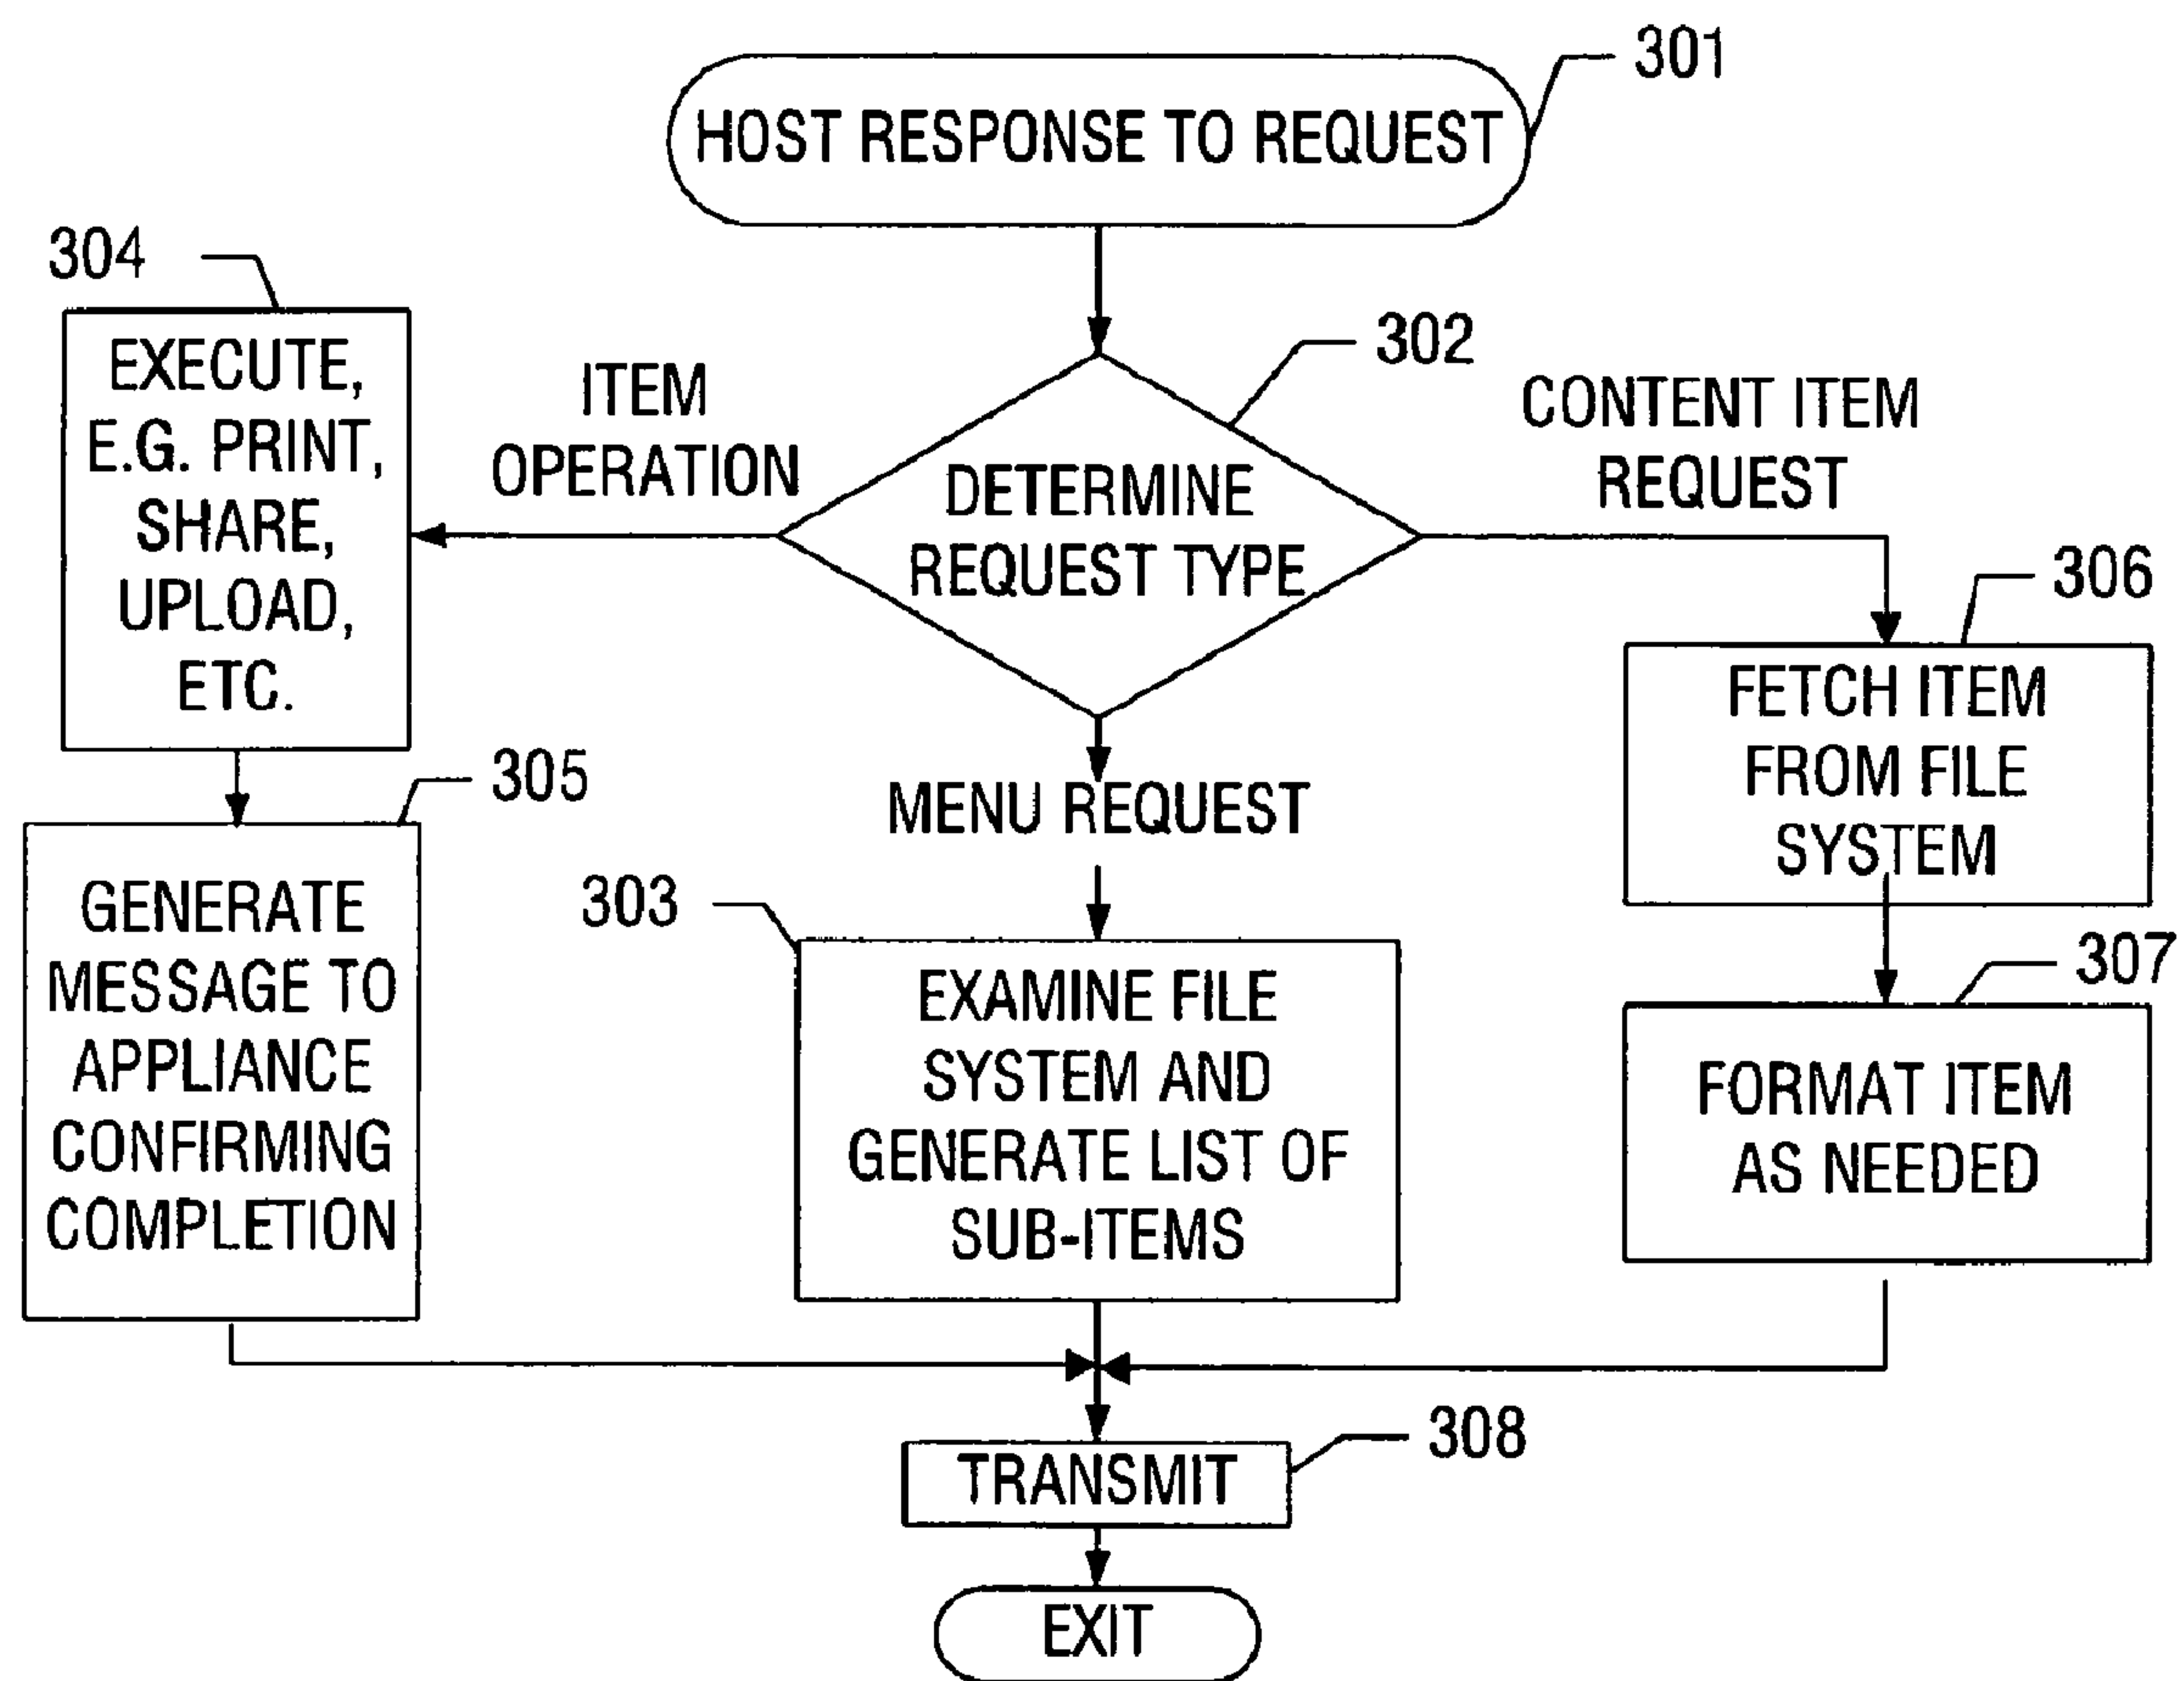 HOST RESPONSE TO REQUEST
301
304
EXECUTE,
E.G. PRINT,
SHARE,
UPLOAD,
ETC.
ITEM
OPERATION
302
DETERMINE
REQUEST TYPE
CONTENT ITEM
REQUEST
306
FETCH ITEM
FROM FILE
SYSTEM
305
GENERATE
MESSAGE TO
APPLIANCE
CONFIRMING
COMPLETION
MENU REQUEST
303
EXAMINE FILE
SYSTEM AND
GENERATE LIST OF
SUB-ITEMS
307
FORMAT ITEM
AS NEEDED
308
TRANSMIT
EXIT